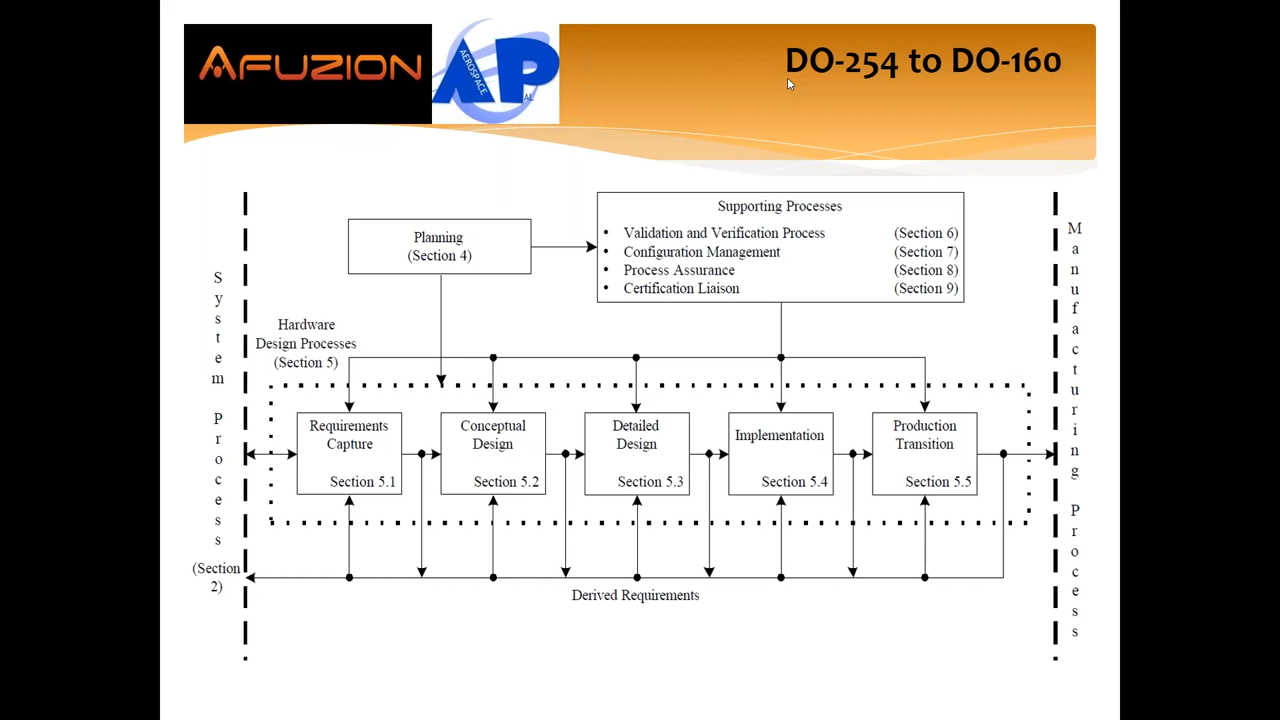 AFUZION
AEROSPACE
AP
AL
DO-254 to DO-160
Supporting Processes
• Validation and Verification Process (Section 6)
• Configuration Management (Section 7)
• Process Assurance (Section 8)
• Certification Liaison (Section 9)
Planning
(Section 4)
Hardware
Design Processes
(Section 5)
System Process
(Section
2)
Requirements
Capture
Section 5.1
Conceptual
Design
Section 5.2
Detailed
Design
Section 5.3
Implementation
Section 5.4
Production
Transition
Section 5.5
Manufacturing Process
Derived Requirements